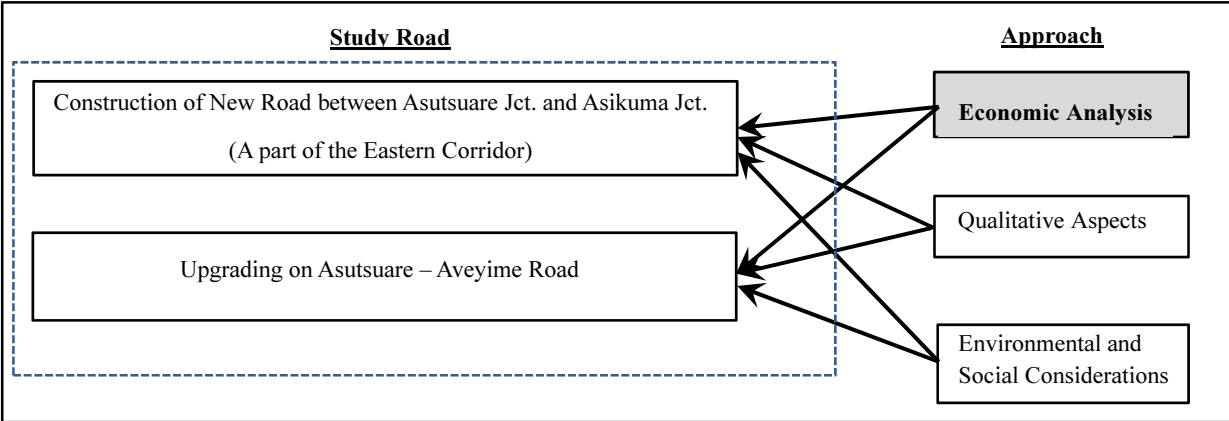 Study Road
Approach
Construction of New Road between Asutsuare Jct. and Asikuma Jct.
(A part of the Eastern Corridor)
Economic Analysis
Qualitative Aspects
Upgrading on Asutsuare – Aveyime Road
Environmental and
Social Considerations